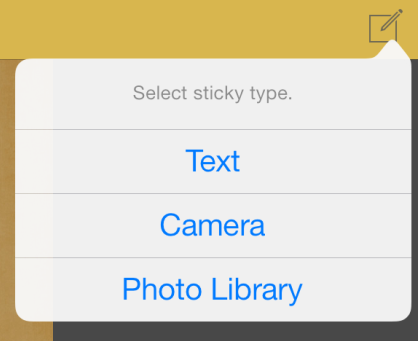 Select sticky type.
Text
Camera
Photo Library